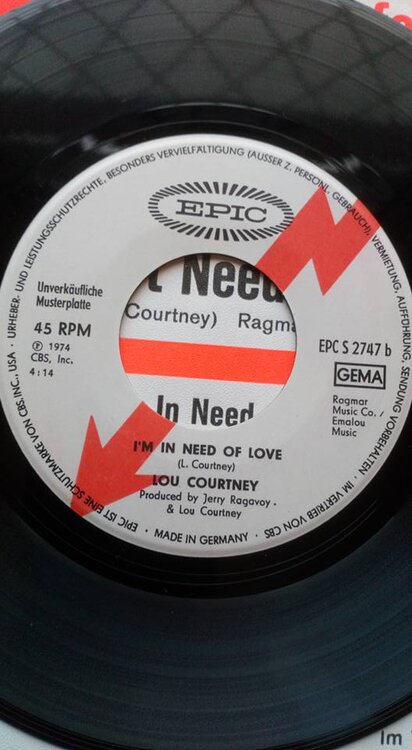 fe
URHEBER- UND LEISTUNGSSCHUTZRECHTE, BESONDERS VERVIELFÄLTIGUNG (AUSSER Z. PERSONL. GEBRAUCH), VERMIETUNG, AUFFÜHRUNG, SENDUNG VORBEHALTEN · IM VERTRIEB VON CBS
EPIC
Unverkäufliche
Musterplatte
45 RPM
℗ 1974
CBS, Inc.
4:14
t Need
Courtney) Ragma
In Need
EPC S 2747 b
GEMA
Ragmar
Music Co./
Emalou
Music
I'M IN NEED OF LOVE
(L. Courtney)
LOU COURTNEY
Produced by Jerry Ragavoy
& Lou Courtney
EPIC IST EINE SCHUTZMARKE VON CBS, INC., USA ·
· MADE IN GERMANY ·
Im